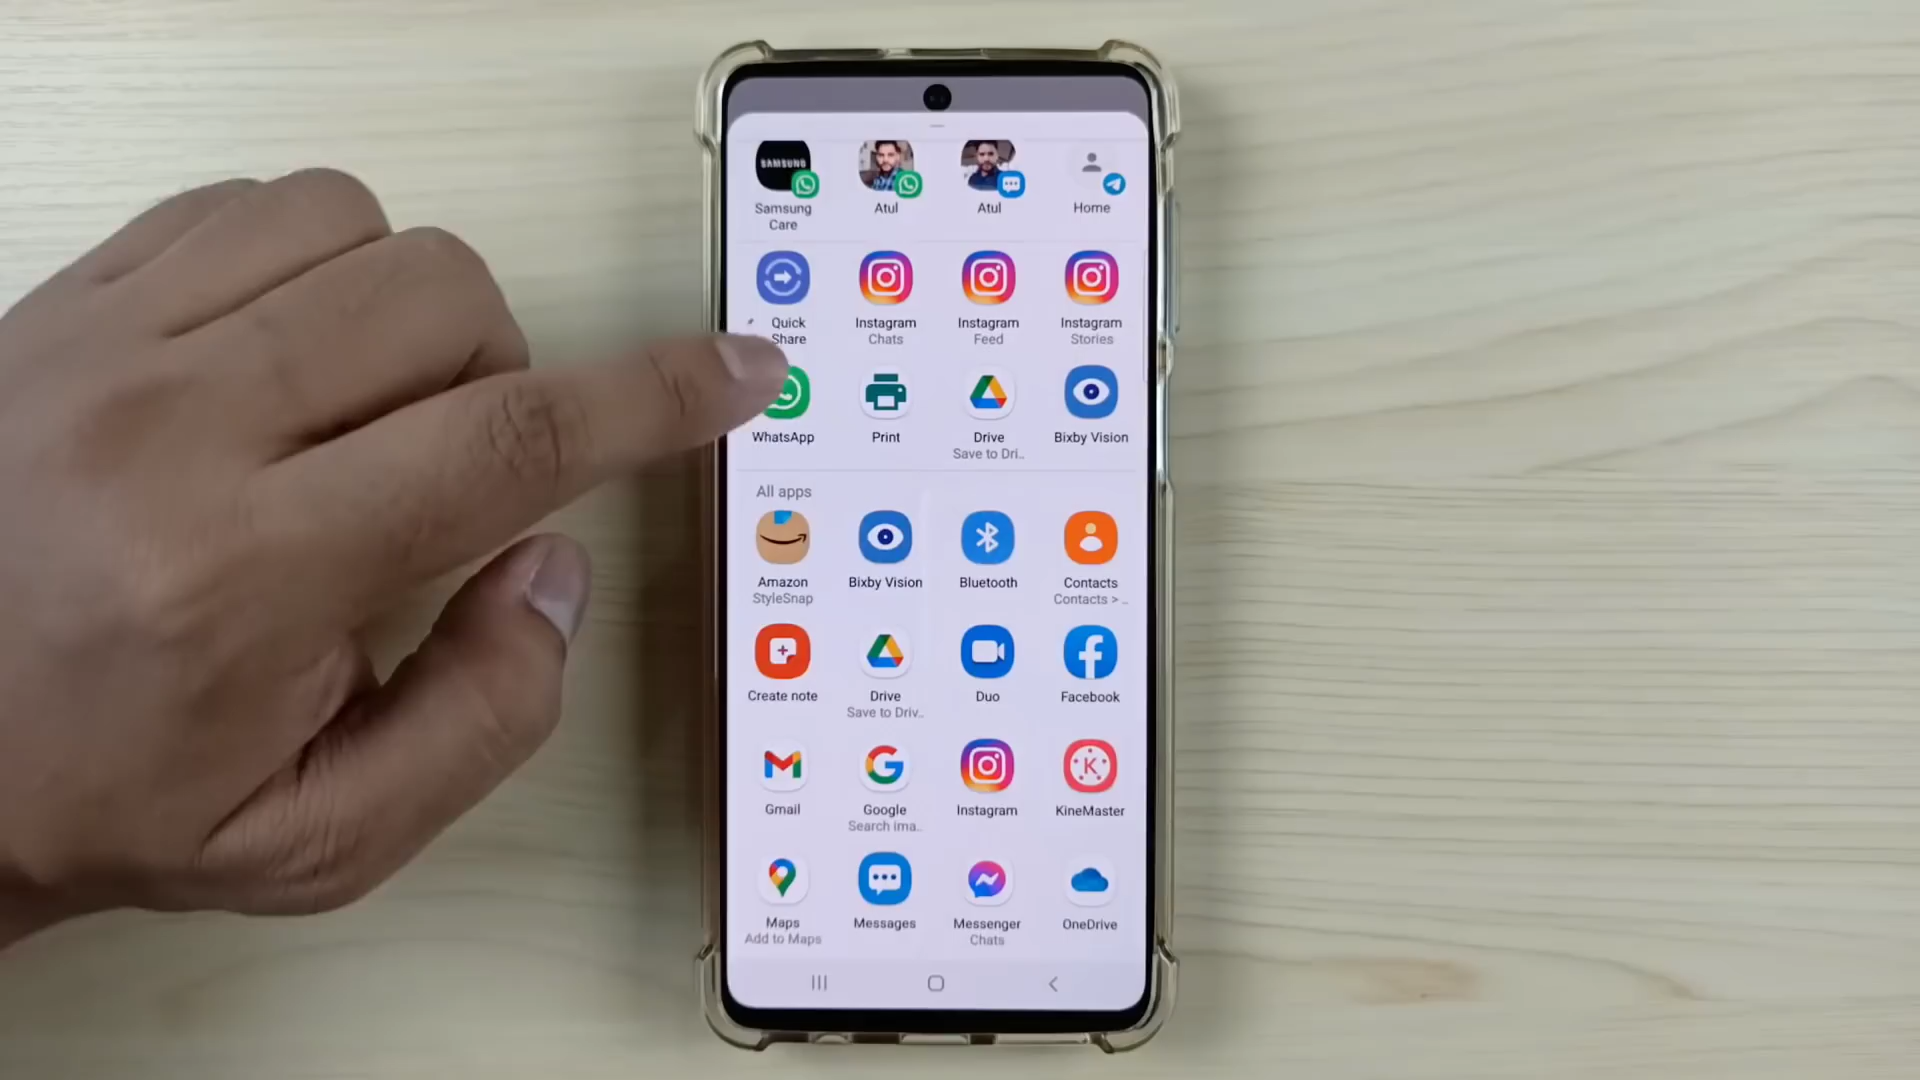 SAMSUNG
Samsung Care
Atul
Atul
Home
Quick Share
Instagram Chats
Instagram Feed
Instagram Stories
WhatsApp
Print
Drive
Save to Dri..
Bixby Vision
All apps
Amazon
StyleSnap
Bixby Vision
Bluetooth
Contacts
Contacts > ..
Create note
Drive
Save to Driv..
Duo
Facebook
Gmail
Google
Search ima..
Instagram
KineMaster
K
Maps
Add to Maps
Messages
Messenger
Chats
OneDrive